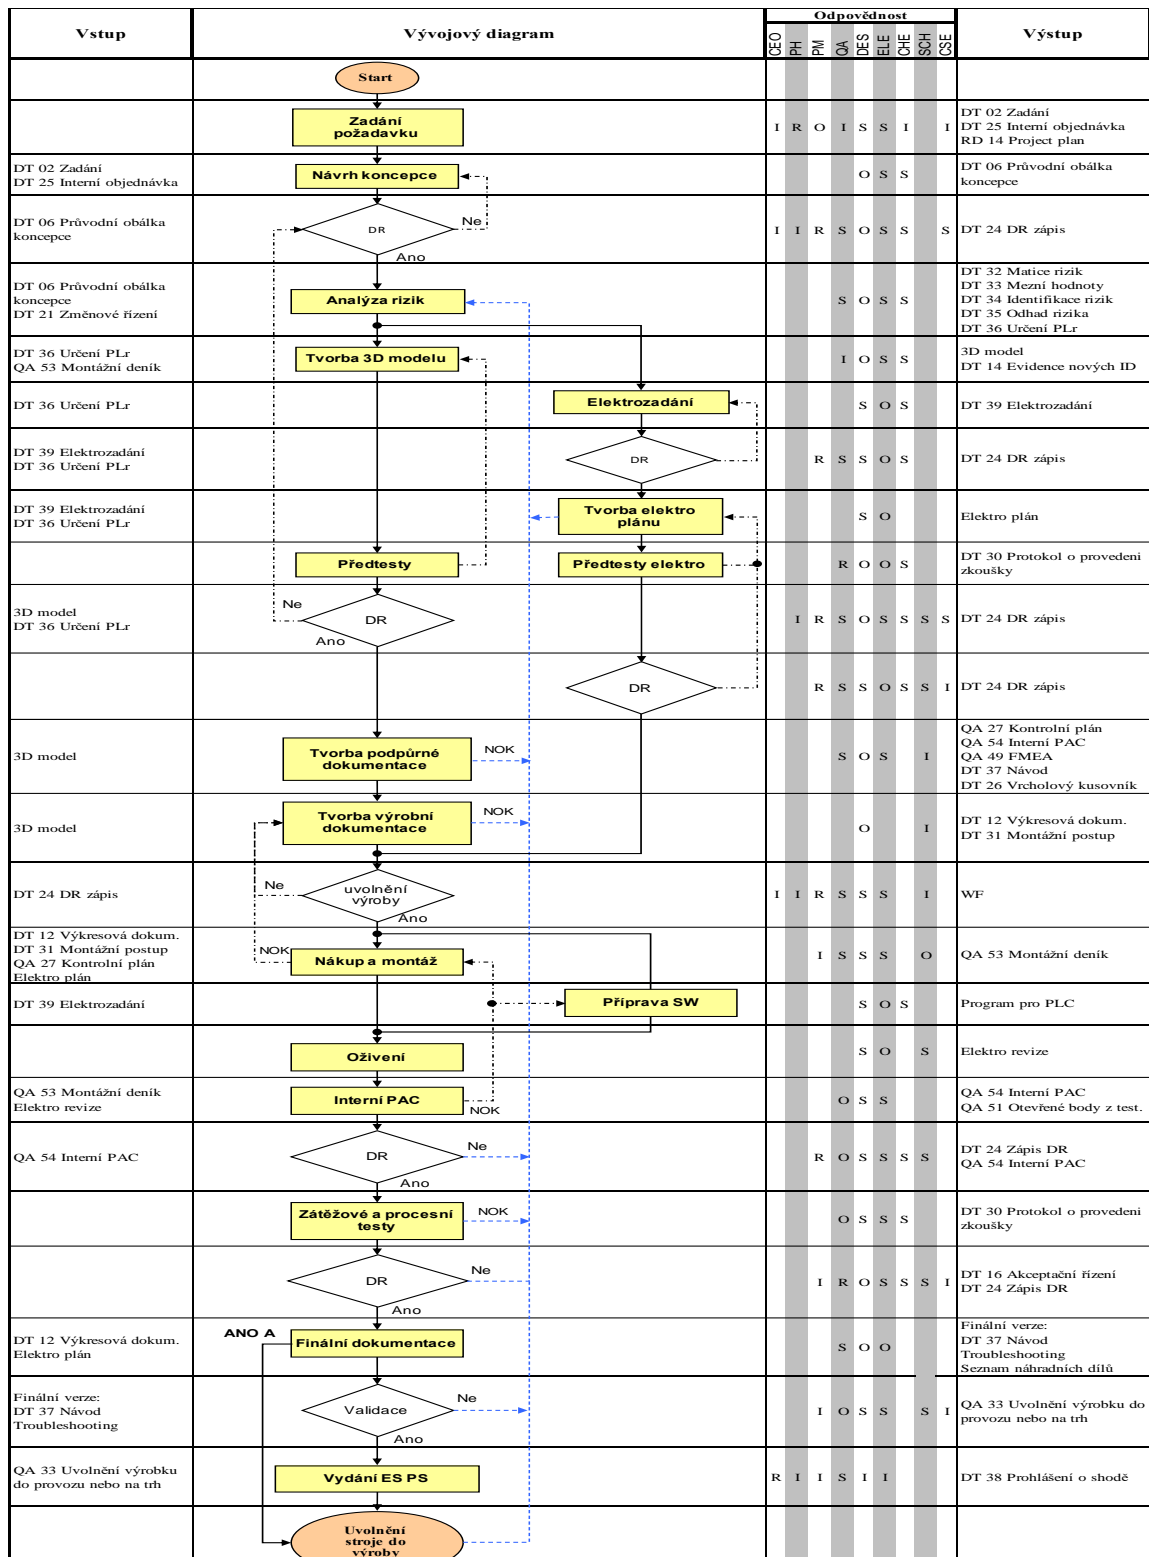 Vstup
Vývojový diagram
Odpovědnost
CEO
PH
PM
QA
DES
ELE
CHE
SCH
CSE
Výstup
Start
Zadání
požadavku
I R O I S S I I
DT 02 Zadání
DT 25 Interní objednávka
RD 14 Project plan
DT 02 Zadání
DT 25 Interní objednávka
Návrh koncepce
O S S
DT 06 Průvodní obálka
koncepce
DT 06 Průvodní obálka
koncepce
DR
Ne
Ano
I I R S O S S S
DT 24 DR zápis
DT 06 Průvodní obálka
koncepce
DT 21 Změnové řízení
Analýza rizik
S O S S
DT 32 Matice rizik
DT 33 Mezní hodnoty
DT 34 Identifikace rizik
DT 35 Odhad rizika
DT 36 Určení PLr
DT 36 Určení PLr
QA 53 Montážní deník
Tvorba 3D modelu
I O S S
3D model
DT 14 Evidence nových ID
DT 36 Určení PLr
Elektrozadání
S O S
DT 39 Elektrozadání
DT 39 Elektrozadání
DT 36 Určení PLr
DR
R S S O S
DT 24 DR zápis
DT 39 Elektrozadání
DT 36 Určení PLr
Tvorba elektro
plánu
S O
Elektro plán
Předtesty
Předtesty elektro
R O O S
DT 30 Protokol o provedeni
zkoušky
3D model
DT 36 Určení PLr
Ne
DR
Ano
I R S O S S S S
DT 24 DR zápis
DR
R S S O S S I
DT 24 DR zápis
3D model
Tvorba podpůrné
dokumentace
NOK
S O S I
QA 27 Kontrolní plán
QA 54 Interní PAC
QA 49 FMEA
DT 37 Návod
DT 26 Vrcholový kusovník
3D model
Tvorba výrobní
dokumentace
NOK
O I
DT 12 Výkresová dokum.
DT 31 Montážní postup
DT 24 DR zápis
Ne
uvolnění
výroby
Ano
I I R S S S I
WF
DT 12 Výkresová dokum.
DT 31 Montážní postup
QA 27 Kontrolní plán
Elektro plán
NOK
Nákup a montáž
I S S S O
QA 53 Montážní deník
DT 39 Elektrozadání
Příprava SW
S O S
Program pro PLC
Oživení
S O S
Elektro revize
QA 53 Montážní deník
Elektro revize
Interní PAC
NOK
O S S
QA 54 Interní PAC
QA 51 Otevřené body z test.
QA 54 Interní PAC
DR
Ne
Ano
R O S S S S
DT 24 Zápis DR
QA 54 Interní PAC
Zátěžové a procesní
testy
NOK
O S S S
DT 30 Protokol o provedeni
zkoušky
DR
Ne
Ano
I R O S S S I
DT 16 Akceptační řízení
DT 24 Zápis DR
DT 12 Výkresová dokum.
Elektro plán
ANO A
Finální dokumentace
S O O
Finální verze:
DT 37 Návod
Troubleshooting
Seznam náhradních dílů
Finální verze:
DT 37 Návod
Troubleshooting
Validace
Ne
Ano
I O S S S I
QA 33 Uvolnění výrobku do
provozu nebo na trh
QA 33 Uvolnění výrobku
do provozu nebo na trh
Vydání ES PS
R I I S I I
DT 38 Prohlášení o shodě
Uvolnění
stroje do
výroby